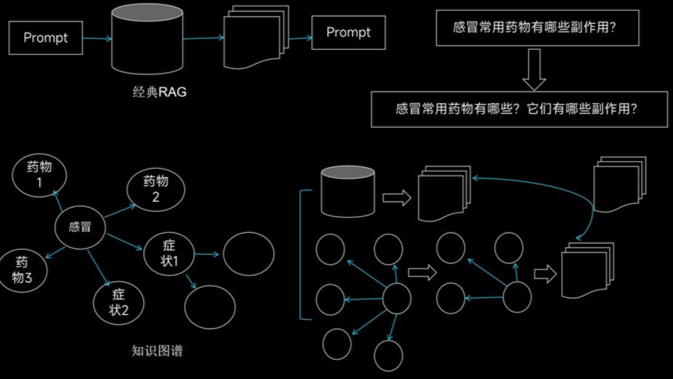 Prompt
Prompt
经典RAG
感冒常用药物有哪些副作用？
感冒常用药物有哪些？它们有哪些副作用？
药物
1
药物
2
感冒
症
状1
药
物3
症
状2
知识图谱